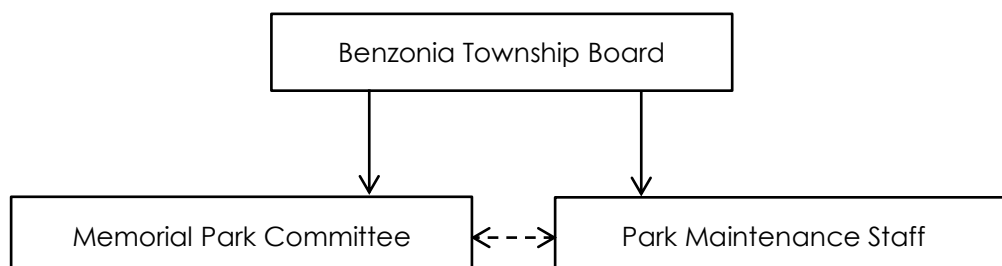 Benzonia Township Board
Memorial Park Committee
Park Maintenance Staff